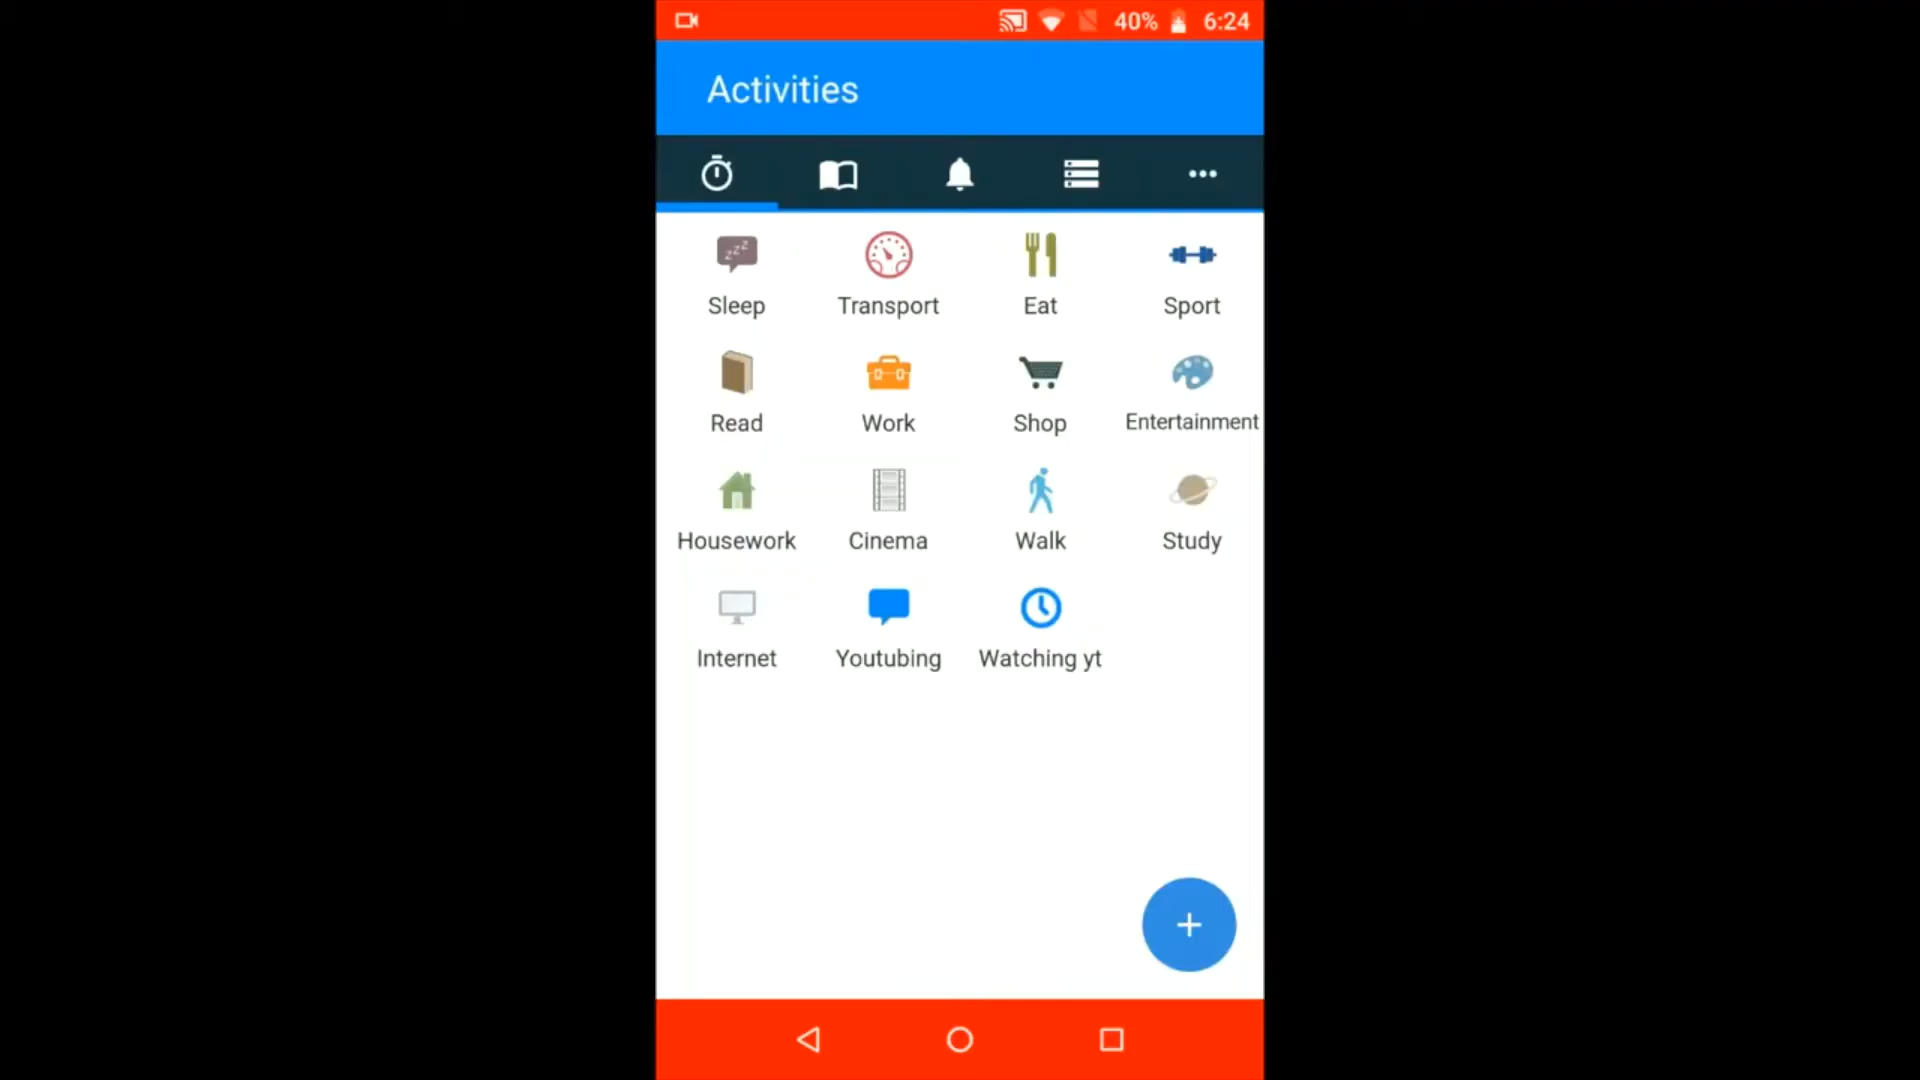 40% 6:24
Activities
Sleep Transport Eat Sport
Read Work Shop Entertainment
Housework Cinema Walk Study
Internet Youtubing Watching yt